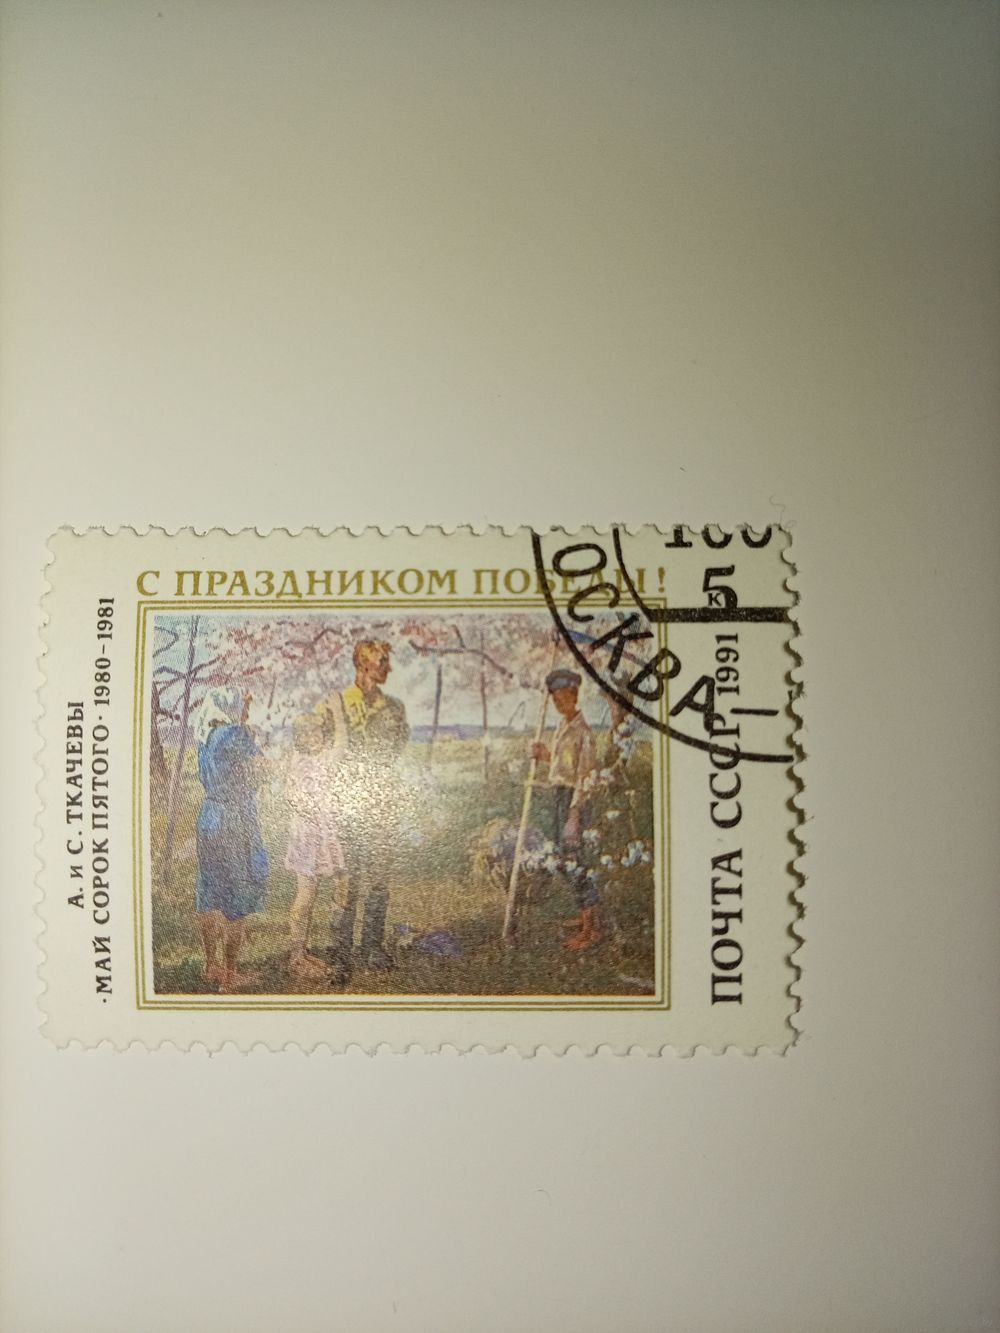 С ПРАЗДНИКОМ ПОБЕДЫ!
А. и С. ТКАЧЕВЫ
·МАЙ СОРОК ПЯТОГО· 1980–1981
5
к
ПОЧТА СССР 1991
ОСКВА